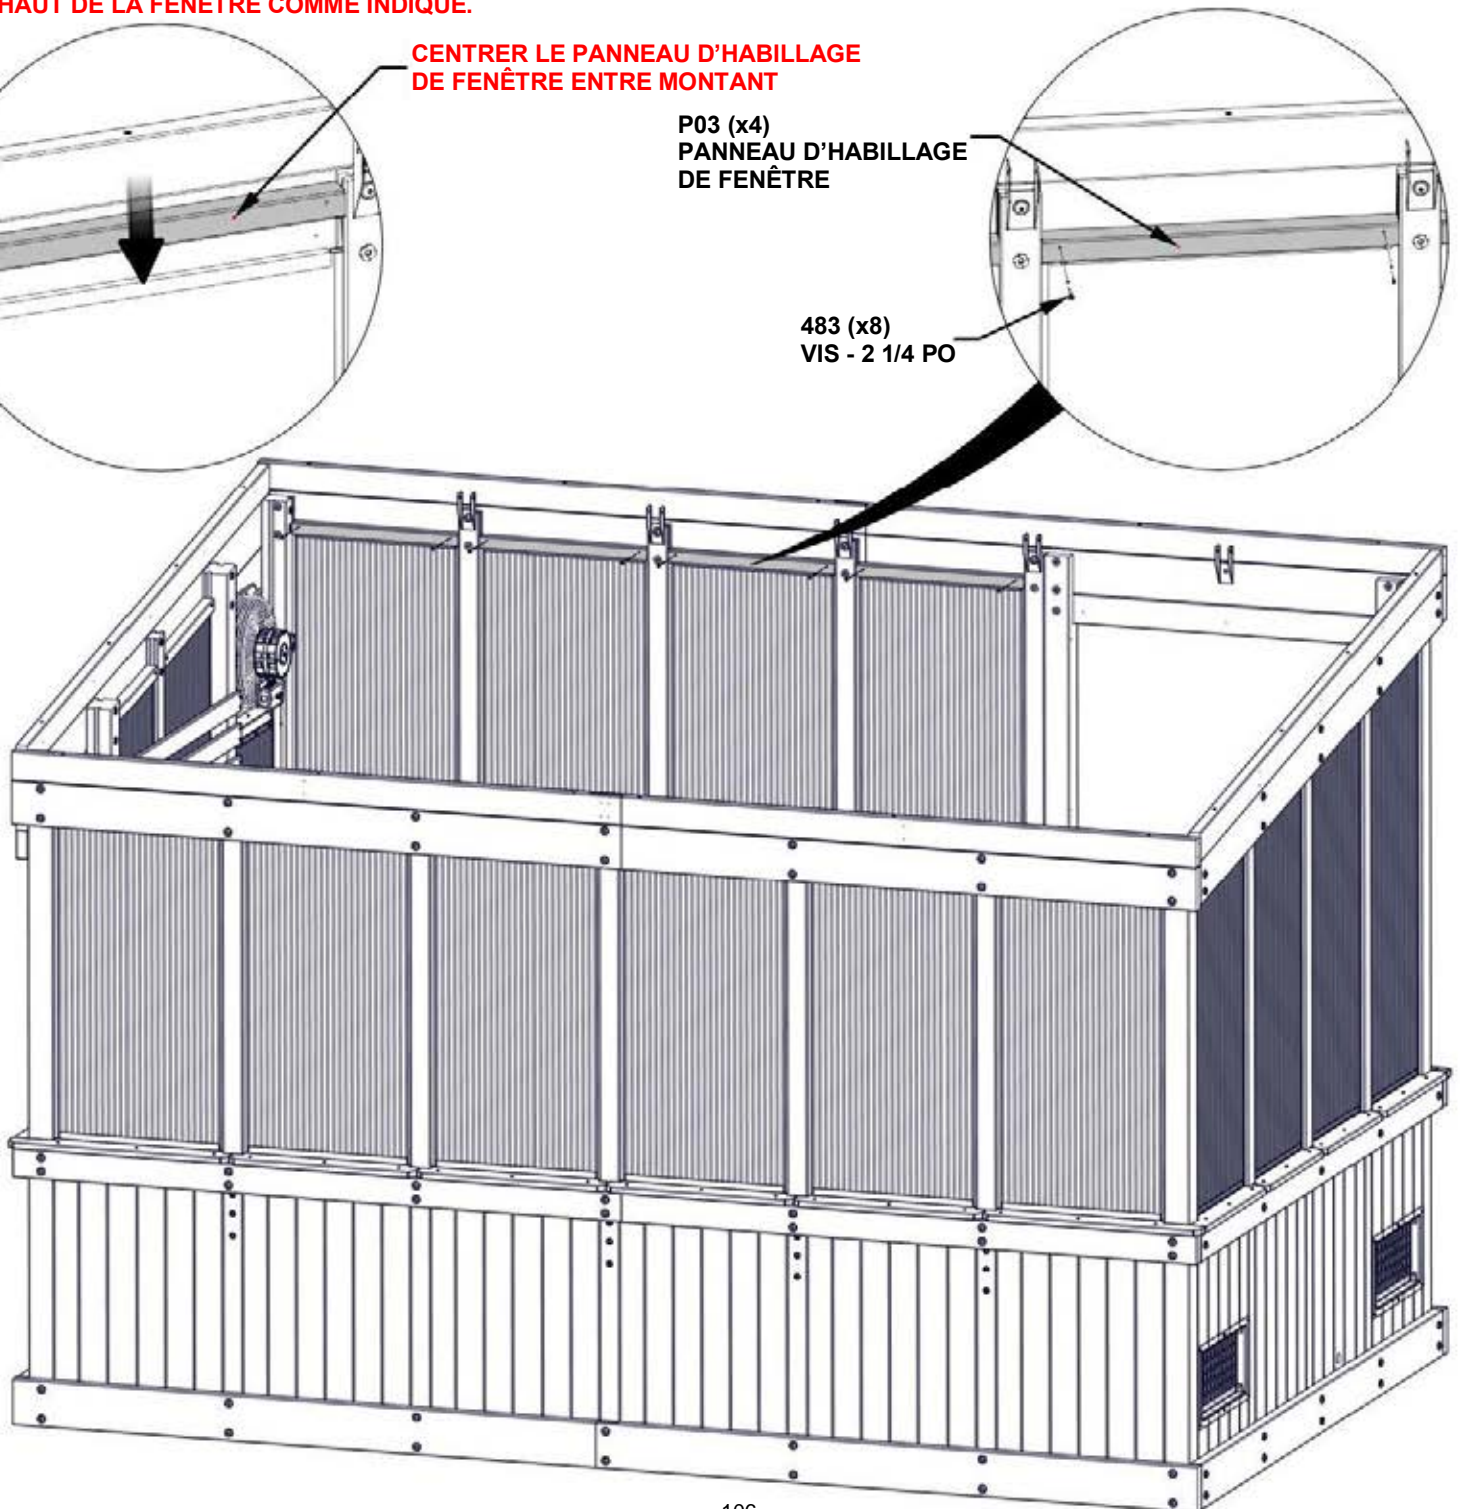 HAUT DE LA FENÊTRE COMME INDIQUÉ.
CENTRER LE PANNEAU D'HABILLAGE
DE FENÊTRE ENTRE MONTANT
P03 (x4)
PANNEAU D'HABILLAGE
DE FENÊTRE
483 (x8)
VIS - 2 1/4 PO
106